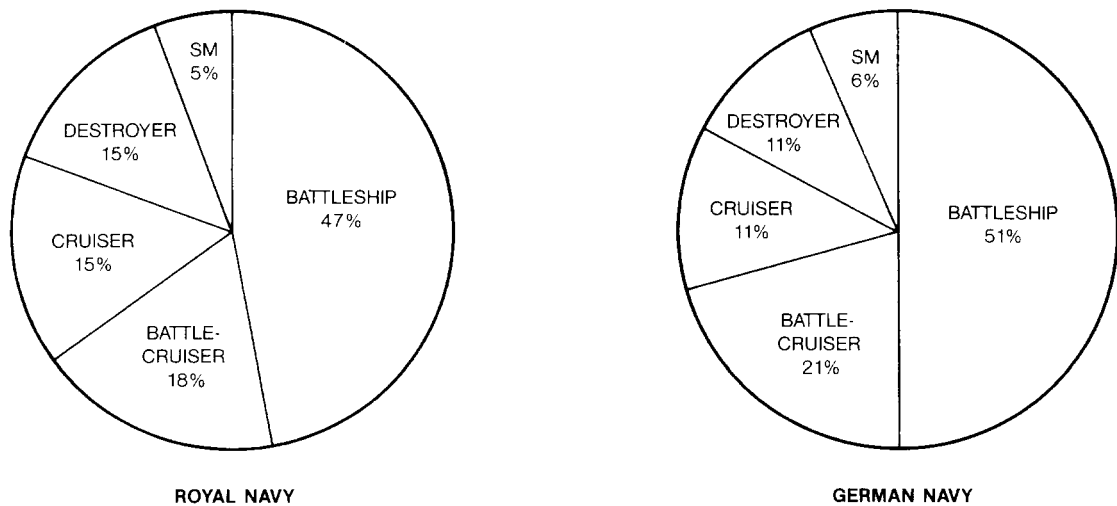 SM
5%
DESTROYER
15%
BATTLESHIP
47%
CRUISER
15%
BATTLE-
CRUISER
18%
ROYAL NAVY
SM
6%
DESTROYER
11%
BATTLESHIP
51%
CRUISER
11%
BATTLE-
CRUISER
21%
GERMAN NAVY